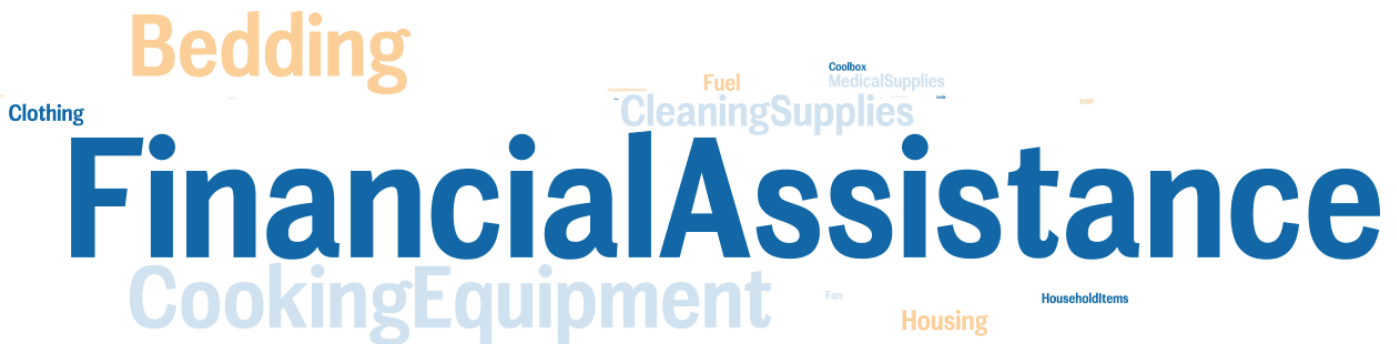 Bedding
Coolbox
Fuel
MedicalSupplies
CleaningSupplies
non
Clothing
FinancialAssistance
CookingEquipment
Fan
HouseholdItems
Housing